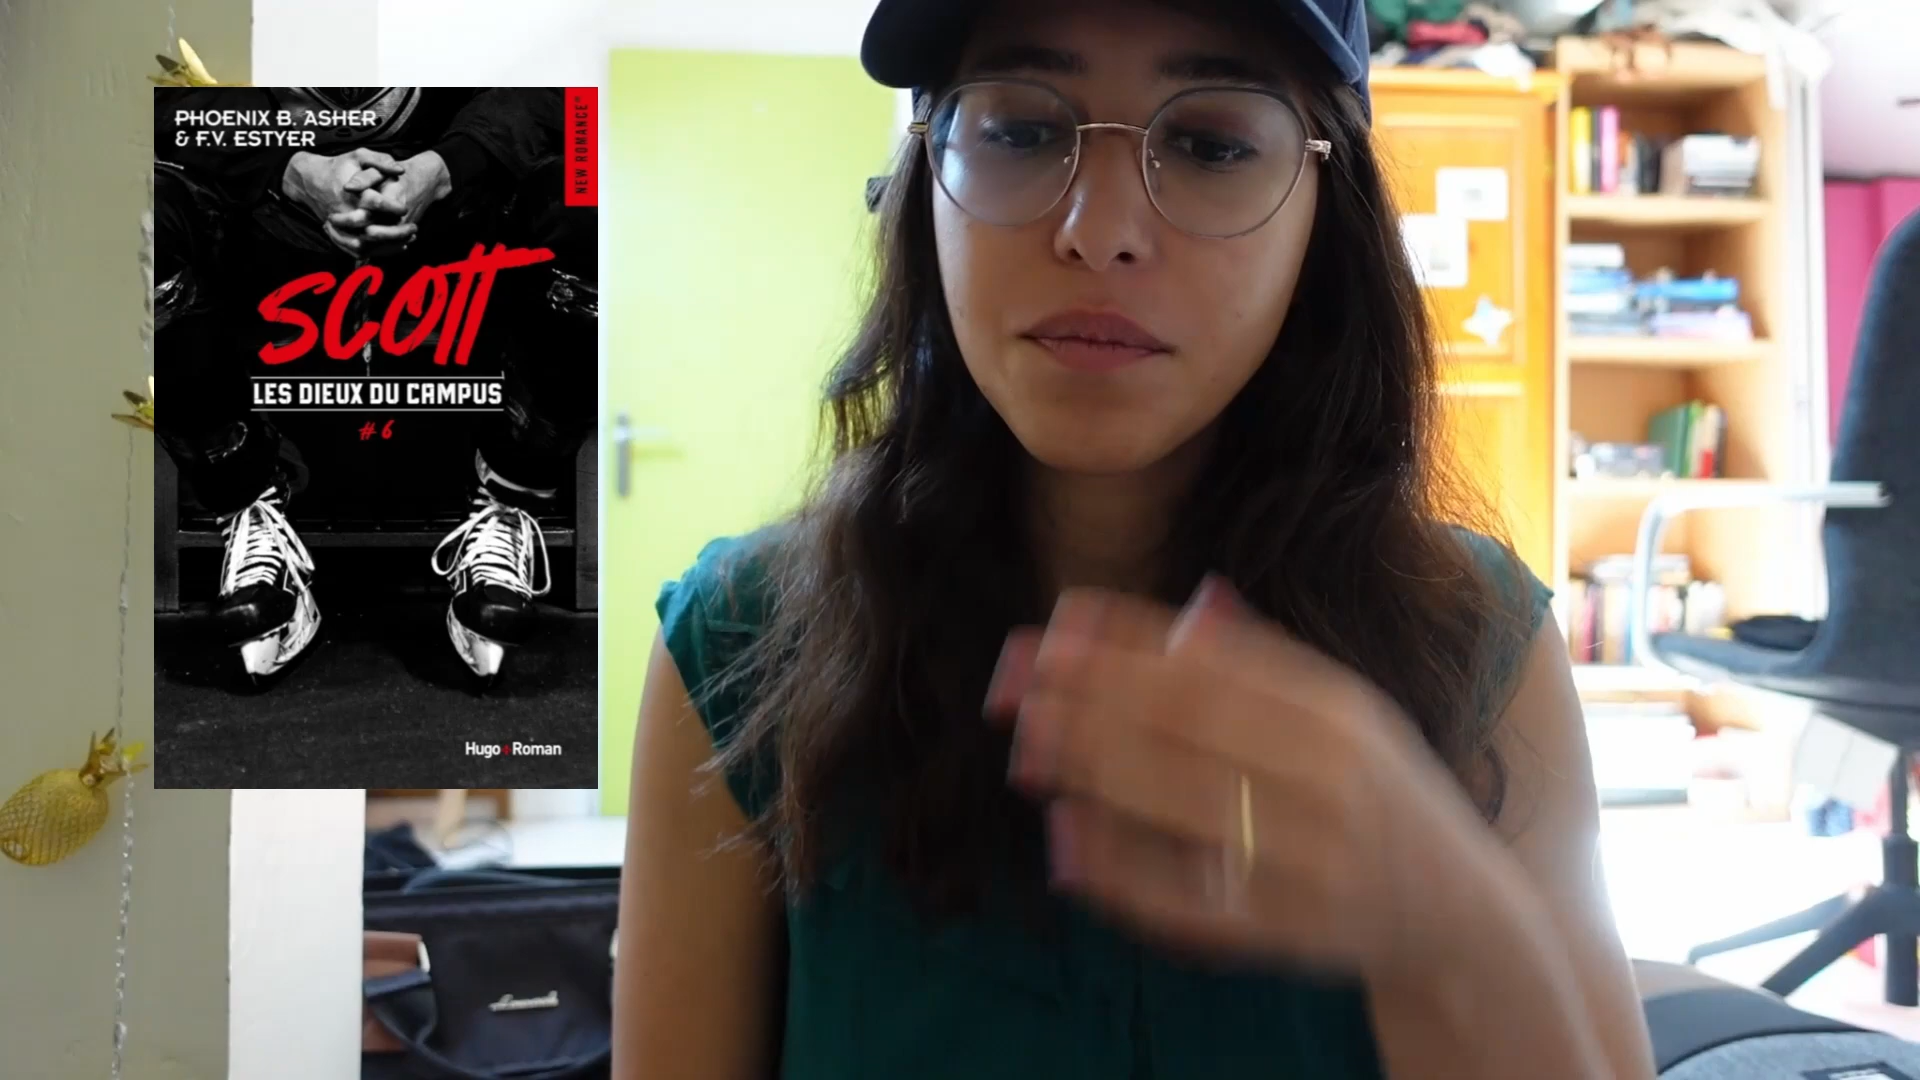 PHOENIX B. ASHER
& F.V. ESTYER
NEW ROMANCE®
SCOTT
LES DIEUX DU CAMPUS
#6
Hugo+Roman